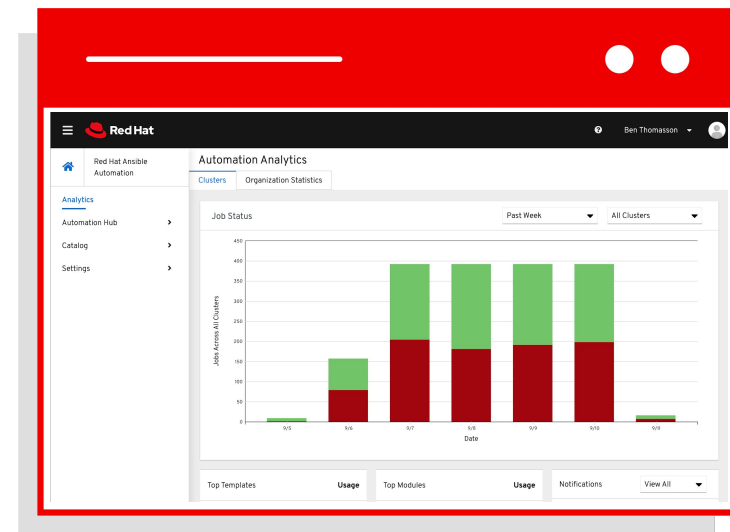 Red Hat
Ben Thomasson
Red Hat Ansible
Automation
Automation Analytics
Clusters
Organization Statistics
Analytics
Automation Hub
Catalog
Settings
Job Status
Past Week
All Clusters
450
400
350
300
250
200
150
100
50
0
Jobs Across All Clusters
9/5
9/6
9/7
9/8
9/9
9/10
9/11
Date
Top Templates
Usage
Top Modules
Usage
Notifications
View All